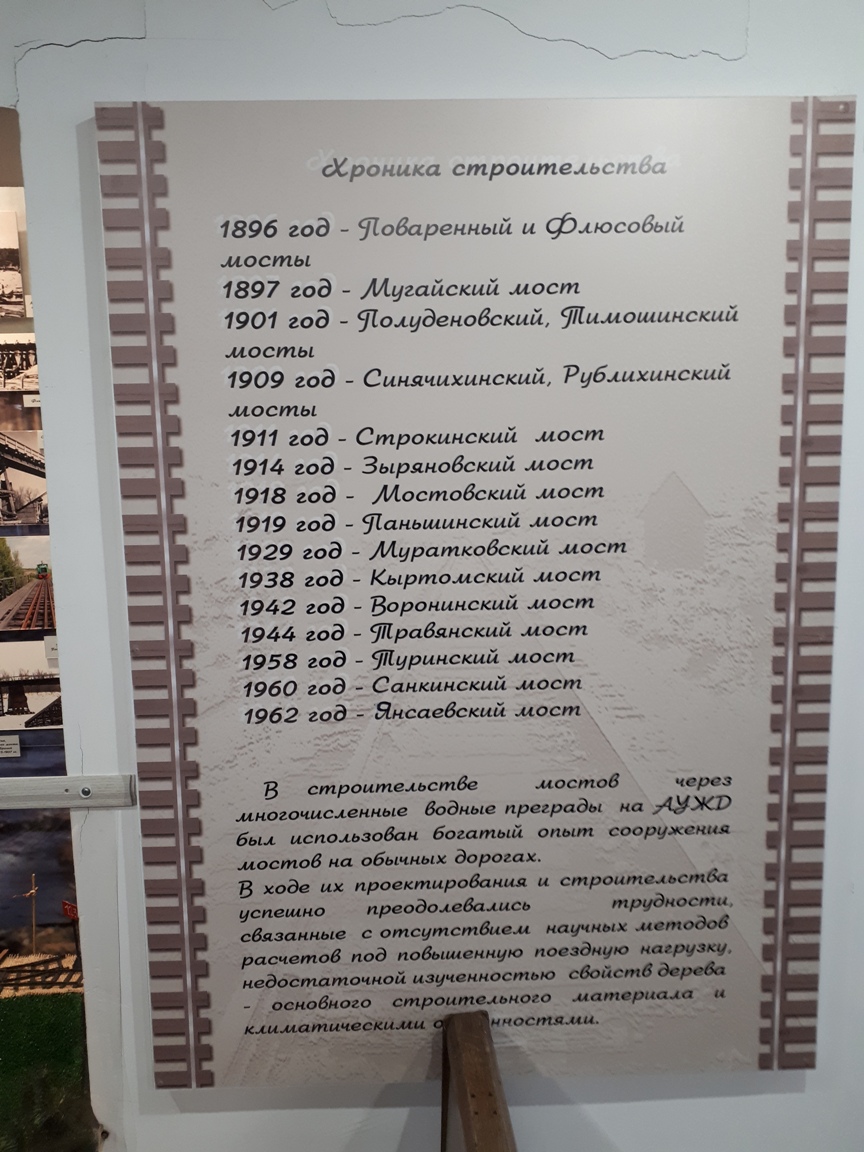 Хроника строительства
1896 год - Поваренный и Флюсовый
мосты
1897 год - Мугайский мост
1901 год - Полуденовский, Тимошинский
мосты
1909 год - Синячихинский, Рублихинский
мосты
1911 год - Строкинский мост
1914 год - Зыряновский мост
1918 год - Мостовский мост
1919 год - Паньшинский мост
1929 год - Муратковский мост
1938 год - Кыртомский мост
1942 год - Воронинский мост
1944 год - Травянский мост
1958 год - Туринский мост
1960 год - Санкинский мост
1962 год - Янсаевский мост
В строительстве мостов через
многочисленные водные преграды на АУЖД
был использован богатый опыт сооружения
мостов на обычных дорогах.
В ходе их проектирования и строительства
успешно преодолевались трудности,
связанные с отсутствием научных методов
расчетов под повышенную поездную нагрузку,
недостаточной изученностью свойств дерева
- основного строительного материала и
климатическими